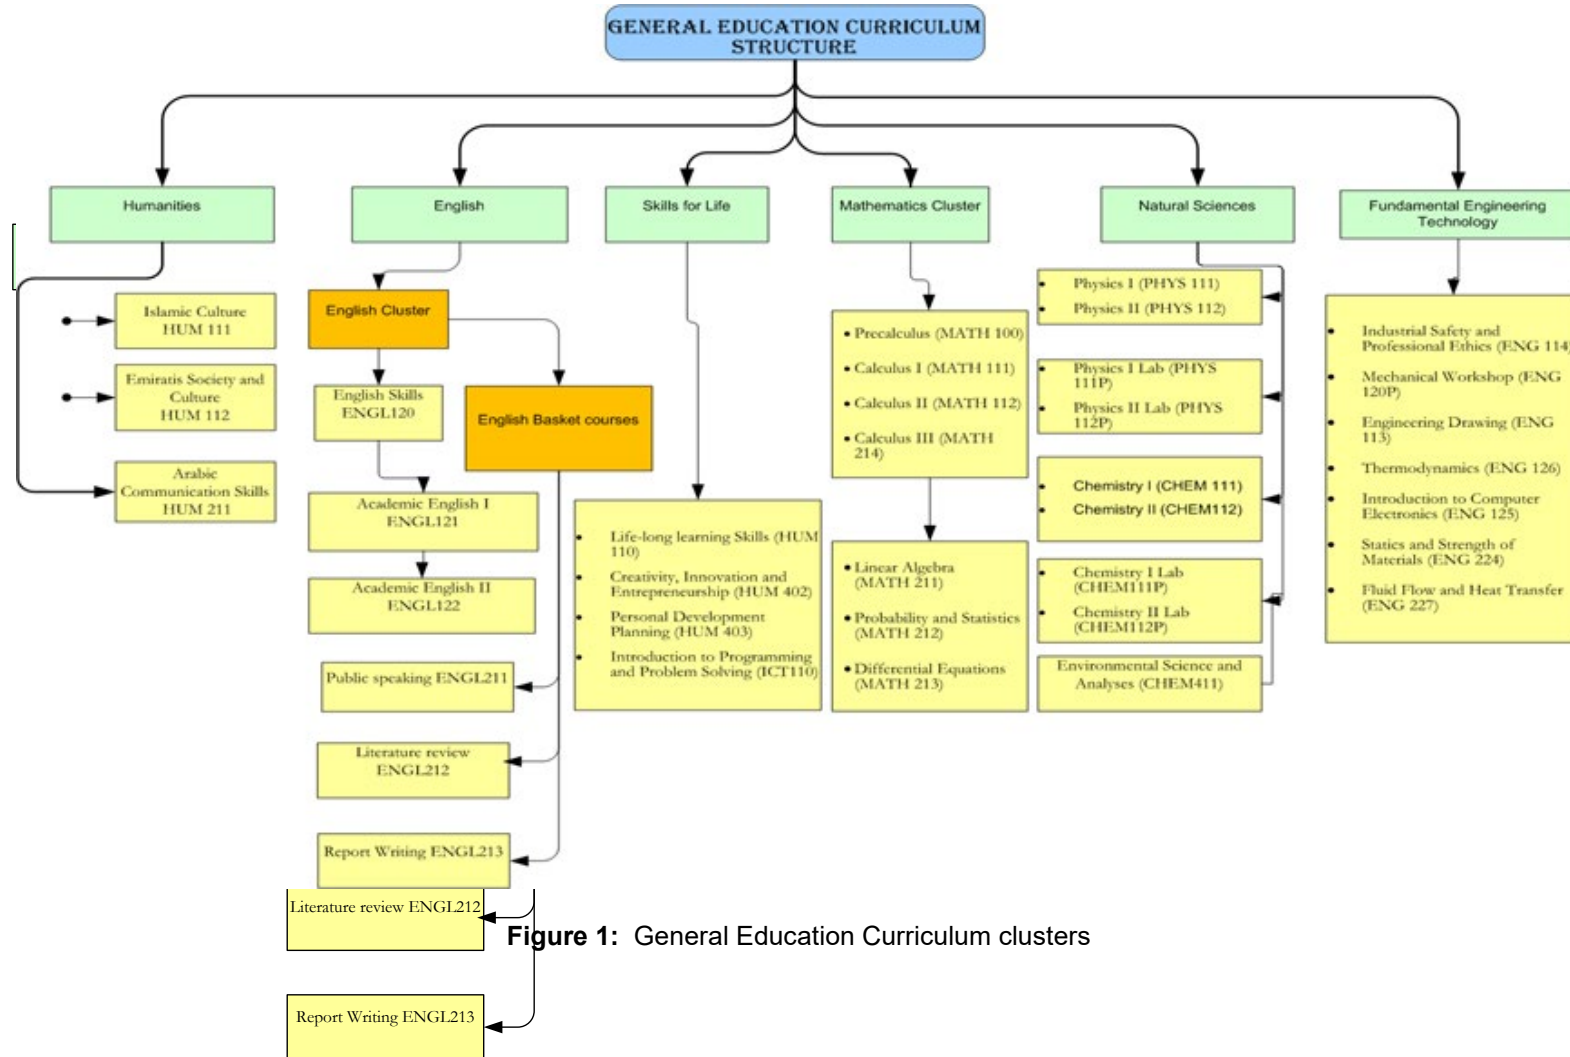 GENERAL EDUCATION CURRICULUM
STRUCTURE
Humanities
English
Skills for Life
Mathematics Cluster
Natural Sciences
Fundamental Engineering
Technology
Islamic Culture
HUM 111
Emiratis Society and
Culture
HUM 112
Arabic
Communication Skills
HUM 211
English Cluster
English Skills
ENGL120
English Basket courses
Academic English I
ENGL121
Academic English II
ENGL122
Public speaking ENGL211
Literature review
ENGL212
Report Writing ENGL213
Literature review ENGL212
Report Writing ENGL213
• Life-long learning Skills (HUM
110)
• Creativity, Innovation and
Entrepreneurship (HUM 402)
• Personal Development
Planning (HUM 403)
• Introduction to Programming
and Problem Solving (ICT110)
• Precalculus (MATH 100)
• Calculus I (MATH 111)
• Calculus II (MATH 112)
• Calculus III (MATH
214)
• Linear Algebra
(MATH 211)
• Probability and Statistics
(MATH 212)
• Differential Equations
(MATH 213)
• Physics I (PHYS 111)
• Physics II (PHYS 112)
• Physics I Lab (PHYS
111P)
• Physics II Lab (PHYS
112P)
• Chemistry I (CHEM 111)
• Chemistry II (CHEM112)
• Chemistry I Lab
(CHEM111P)
• Chemistry II Lab
(CHEM112P)
Environmental Science and
Analyses (CHEM411)
• Industrial Safety and
Professional Ethics (ENG 114)
• Mechanical Workshop (ENG
120P)
• Engineering Drawing (ENG
113)
• Thermodynamics (ENG 126)
• Introduction to Computer
Electronics (ENG 125)
• Statics and Strength of
Materials (ENG 224)
• Fluid Flow and Heat Transfer
(ENG 227)
Figure 1: General Education Curriculum clusters